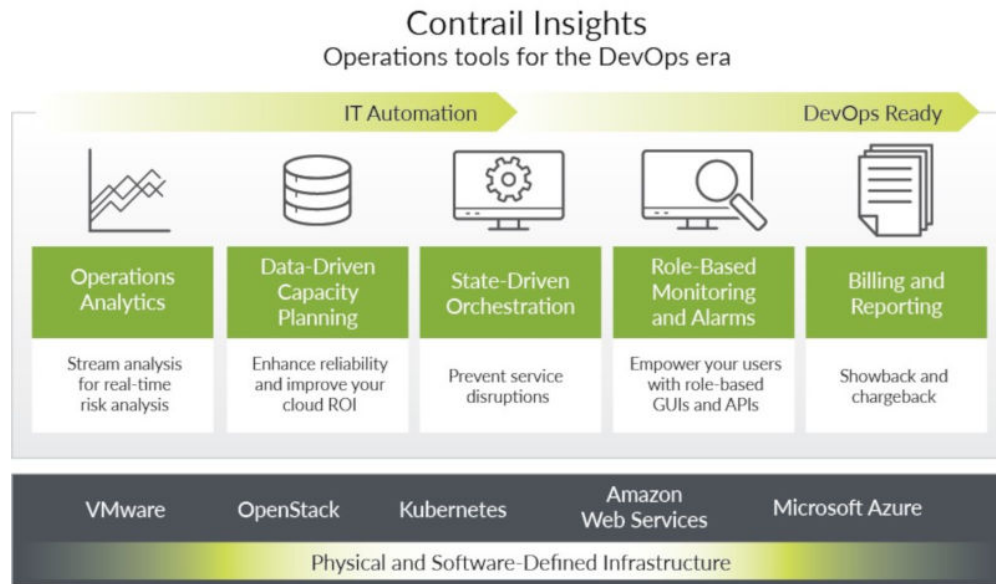 Contrail Insights
Operations tools for the DevOps era
IT Automation
DevOps Ready
Operations
Analytics
Stream analysis
for real-time
risk analysis
Data-Driven
Capacity
Planning
Enhance reliability
and improve your
cloud ROI
State-Driven
Orchestration
Prevent service
disruptions
Role-Based
Monitoring
and Alarms
Empower your users
with role-based
GUIs and APIs
Billing and
Reporting
Showback and
chargeback
VMware
OpenStack
Kubernetes
Amazon
Web Services
Microsoft Azure
Physical and Software-Defined Infrastructure